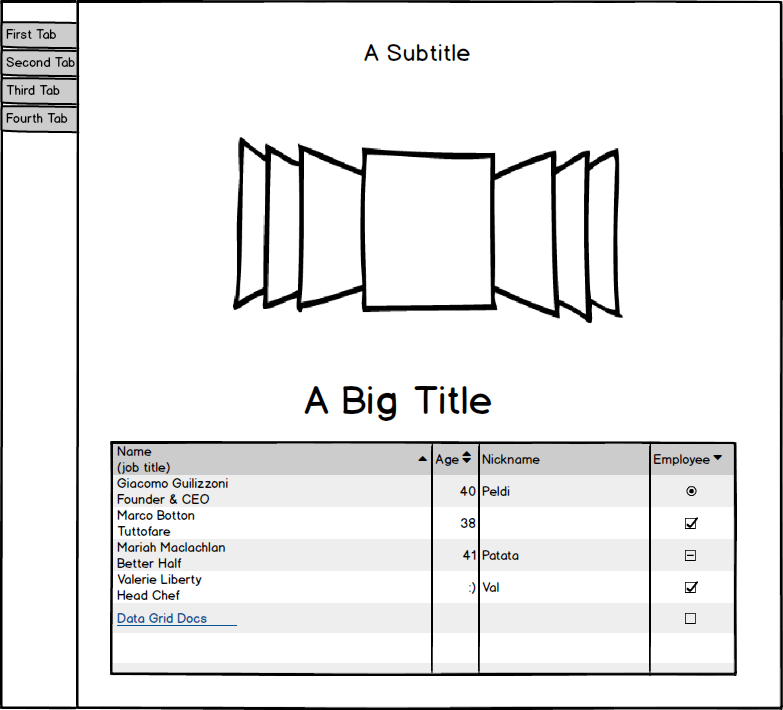 First Tab
Second Tab
Third Tab
Fourth Tab
A Subtitle
A Big Title
Name
(job title)
Age
Nickname
Employee
Giacomo Guilizzoni
Founder & CEO
40
Peldi
Marco Botton
Tuttofare
38
Mariah Maclachlan
Better Half
41
Patata
Valerie Liberty
Head Chef
:)
Val
Data Grid Docs